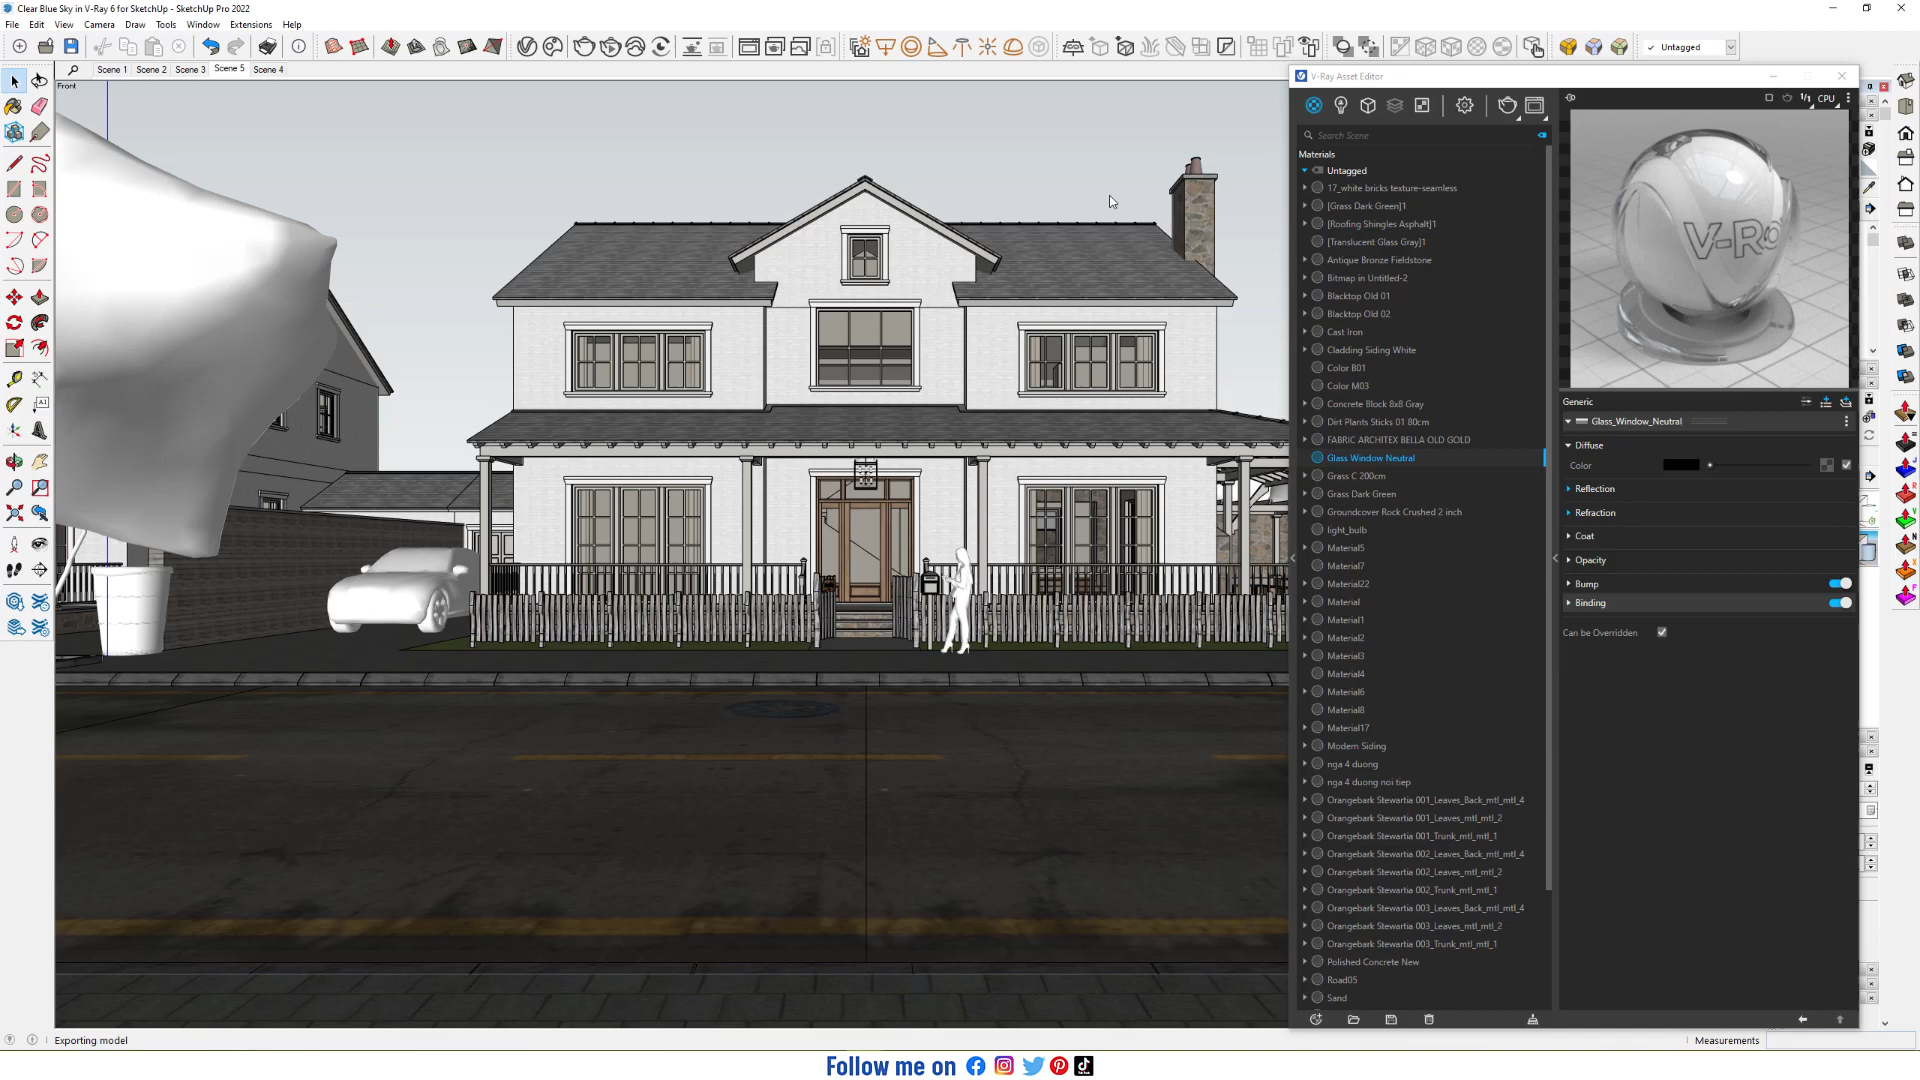 Clear Blue Sky in V-Ray 6 for SketchUp - SketchUp Pro 2022
File Edit View Camera Draw Tools Window Extensions Help
Untagged
Scene 1 Scene 2 Scene 3 Scene 5 Scene 4
Front
V-Ray Asset Editor
1/1 CPU
Search Scene
Materials
Untagged
17_white bricks texture-seamless
[Grass Dark Green]1
[Roofing Shingles Asphalt]1
[Translucent Glass Gray]1
Antique Bronze Fieldstone
Bitmap in Untitled-2
Blacktop Old 01
Blacktop Old 02
Cast Iron
Cladding Siding White
Color B01
Color M03
Concrete Block 8x8 Gray
Dirt Plants Sticks 01 80cm
FABRIC ARCHITEX BELLA OLD GOLD
Glass Window Neutral
Grass C 200cm
Grass Dark Green
Groundcover Rock Crushed 2 inch
light_bulb
Material5
Material7
Material22
Material
Material1
Material2
Material3
Material4
Material6
Material8
Material17
Modern Siding
nga 4 duong
nga 4 duong noi tiep
Orangebark Stewartia 001_Leaves_Back_mtl_mtl_4
Orangebark Stewartia 001_Leaves_mtl_mtl_2
Orangebark Stewartia 001_Trunk_mtl_mtl_1
Orangebark Stewartia 002_Leaves_Back_mtl_mtl_4
Orangebark Stewartia 002_Leaves_mtl_mtl_2
Orangebark Stewartia 002_Trunk_mtl_mtl_1
Orangebark Stewartia 003_Leaves_Back_mtl_mtl_4
Orangebark Stewartia 003_Leaves_mtl_mtl_2
Orangebark Stewartia 003_Trunk_mtl_mtl_1
Polished Concrete New
Road05
Sand
Generic
Glass_Window_Neutral
Diffuse
Color
Reflection
Refraction
Coat
Opacity
Bump
Binding
Can be Overridden
Exporting model
Measurements
Follow me on